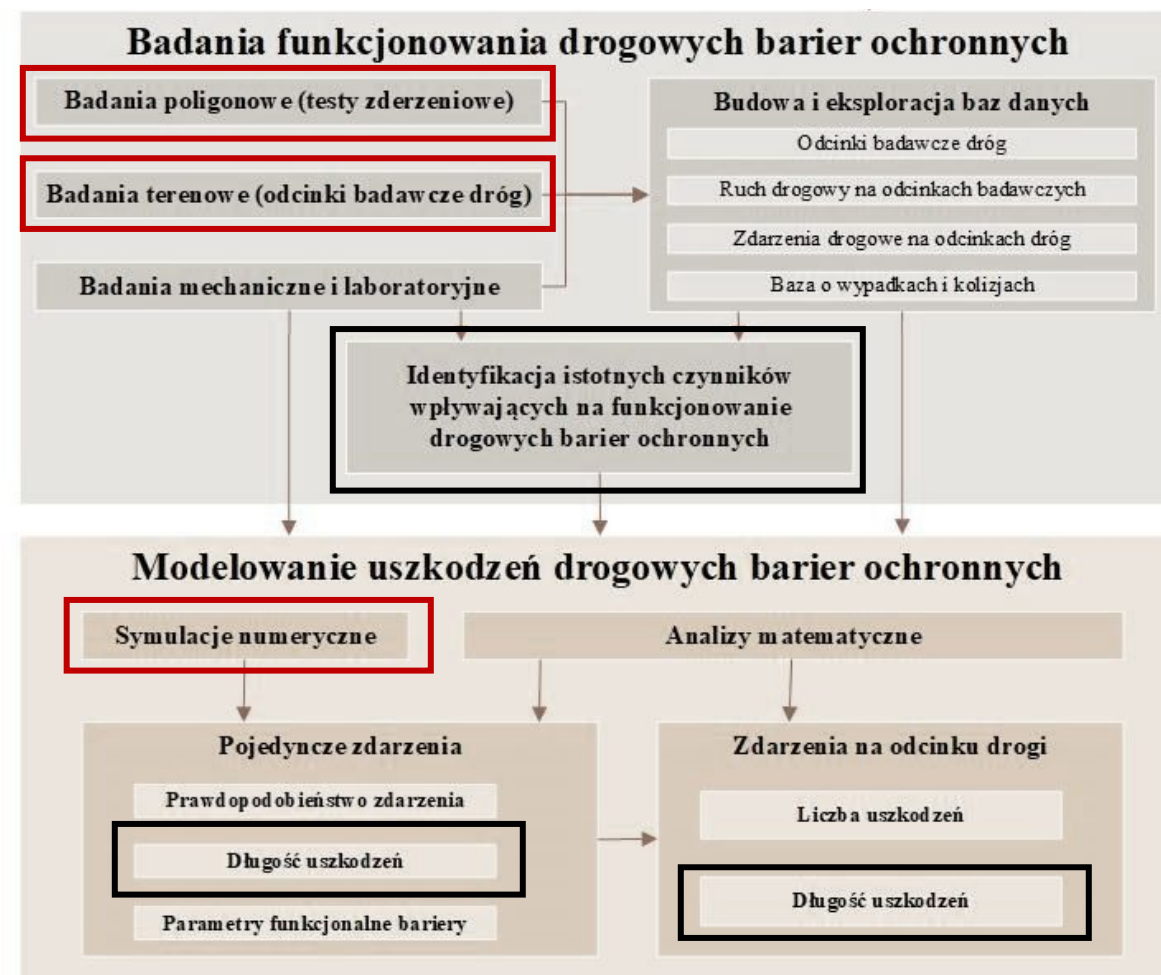 Badania funkcjonowania drogowych barier ochronnych
Badania poligonowe (testy zderzeniowe)
Badania terenowe (odcinki badawcze dróg)
Badania mechaniczne i laboratoryjne
Budowa i eksploracja baz danych
Odcinki badawcze dróg
Ruch drogowy na odcinkach badawczych
Zdarzenia drogowe na odcinkach dróg
Baza o wypadkach i kolizjach
Identyfikacja istotnych czynników
wpływających na funkcjonowanie
drogowych barier ochronnych
Modelowanie uszkodzeń drogowych barier ochronnych
Symulacje numeryczne
Analizy matematyczne
Pojedyncze zdarzenia
Prawdopodobieństwo zdarzenia
Długość uszkodzeń
Parametry funkcjonalne bariery
Zdarzenia na odcinku drogi
Liczba uszkodzeń
Długość uszkodzeń